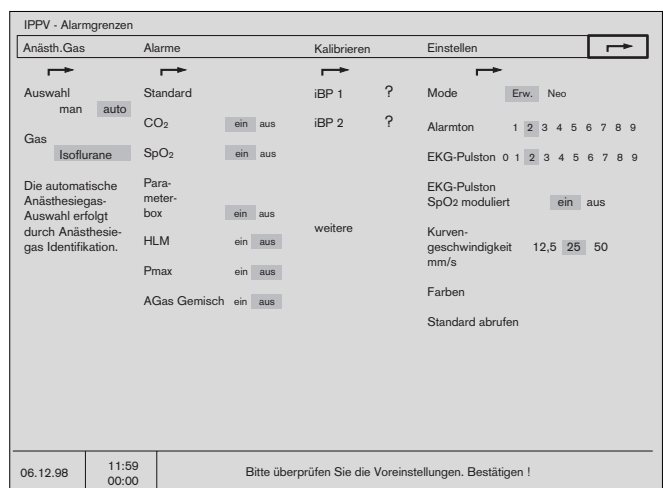 IPPV - Alarmgrenzen
Anästh.Gas
Alarme
Kalibrieren
Einstellen
Auswahl
man auto
Gas
Isoflurane
Die automatische
Anästhesiegas-
Auswahl erfolgt
durch Anästhesie-
gas Identifikation.
Standard
CO2 ein aus
SpO2 ein aus
Para-
meter-
box ein aus
HLM ein aus
Pmax ein aus
AGas Gemisch ein aus
iBP 1 ?
iBP 2 ?
weitere
Mode Erw. Neo
Alarmton 1 2 3 4 5 6 7 8 9
EKG-Pulston 0 1 2 3 4 5 6 7 8 9
EKG-Pulston
SpO2 moduliert ein aus
Kurven-
geschwindigkeit 12,5 25 50
mm/s
Farben
Standard abrufen
06.12.98
11:59
00:00
Bitte überprüfen Sie die Voreinstellungen. Bestätigen !